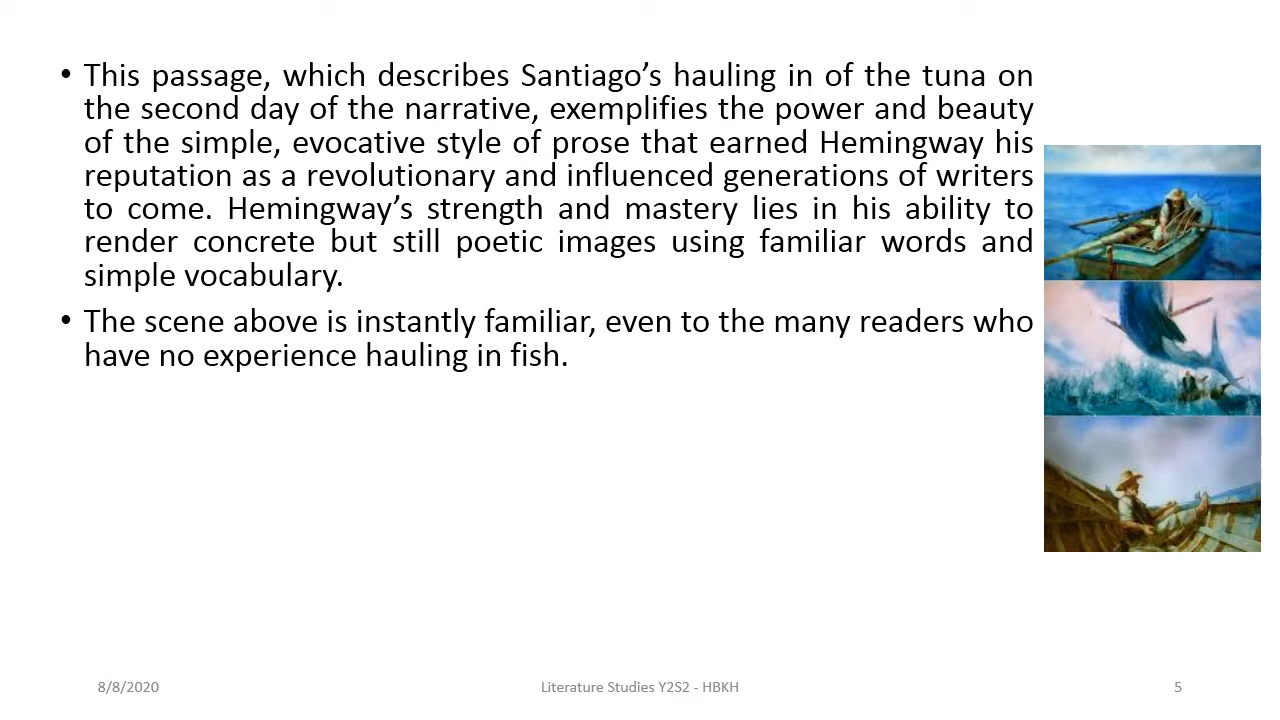 • This passage, which describes Santiago’s hauling in of the tuna on
the second day of the narrative, exemplifies the power and beauty
of the simple, evocative style of prose that earned Hemingway his
reputation as a revolutionary and influenced generations of writers
to come. Hemingway’s strength and mastery lies in his ability to
render concrete but still poetic images using familiar words and
simple vocabulary.
• The scene above is instantly familiar, even to the many readers who
have no experience hauling in fish.
8/8/2020
Literature Studies Y2S2 - HBKH
5